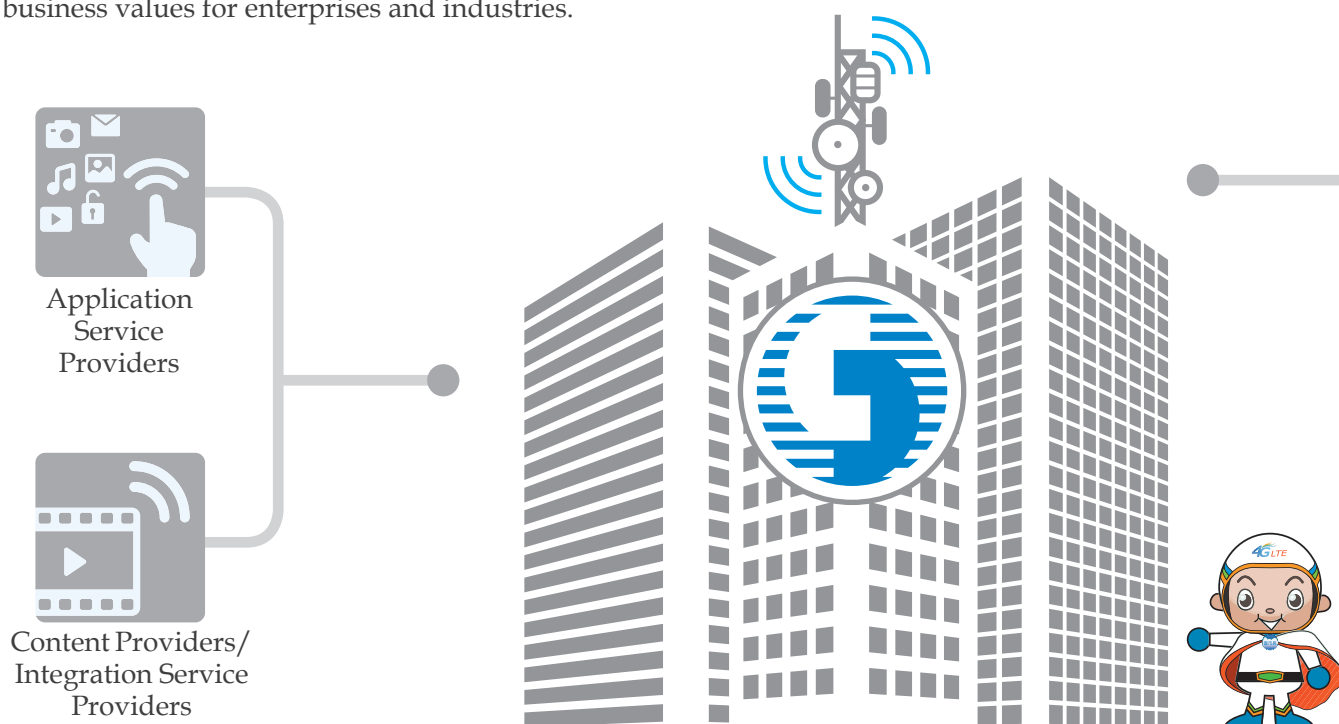 business values for enterprises and industries.
Application
Service
Providers
Content Providers/
Integration Service
Providers
4G LTE